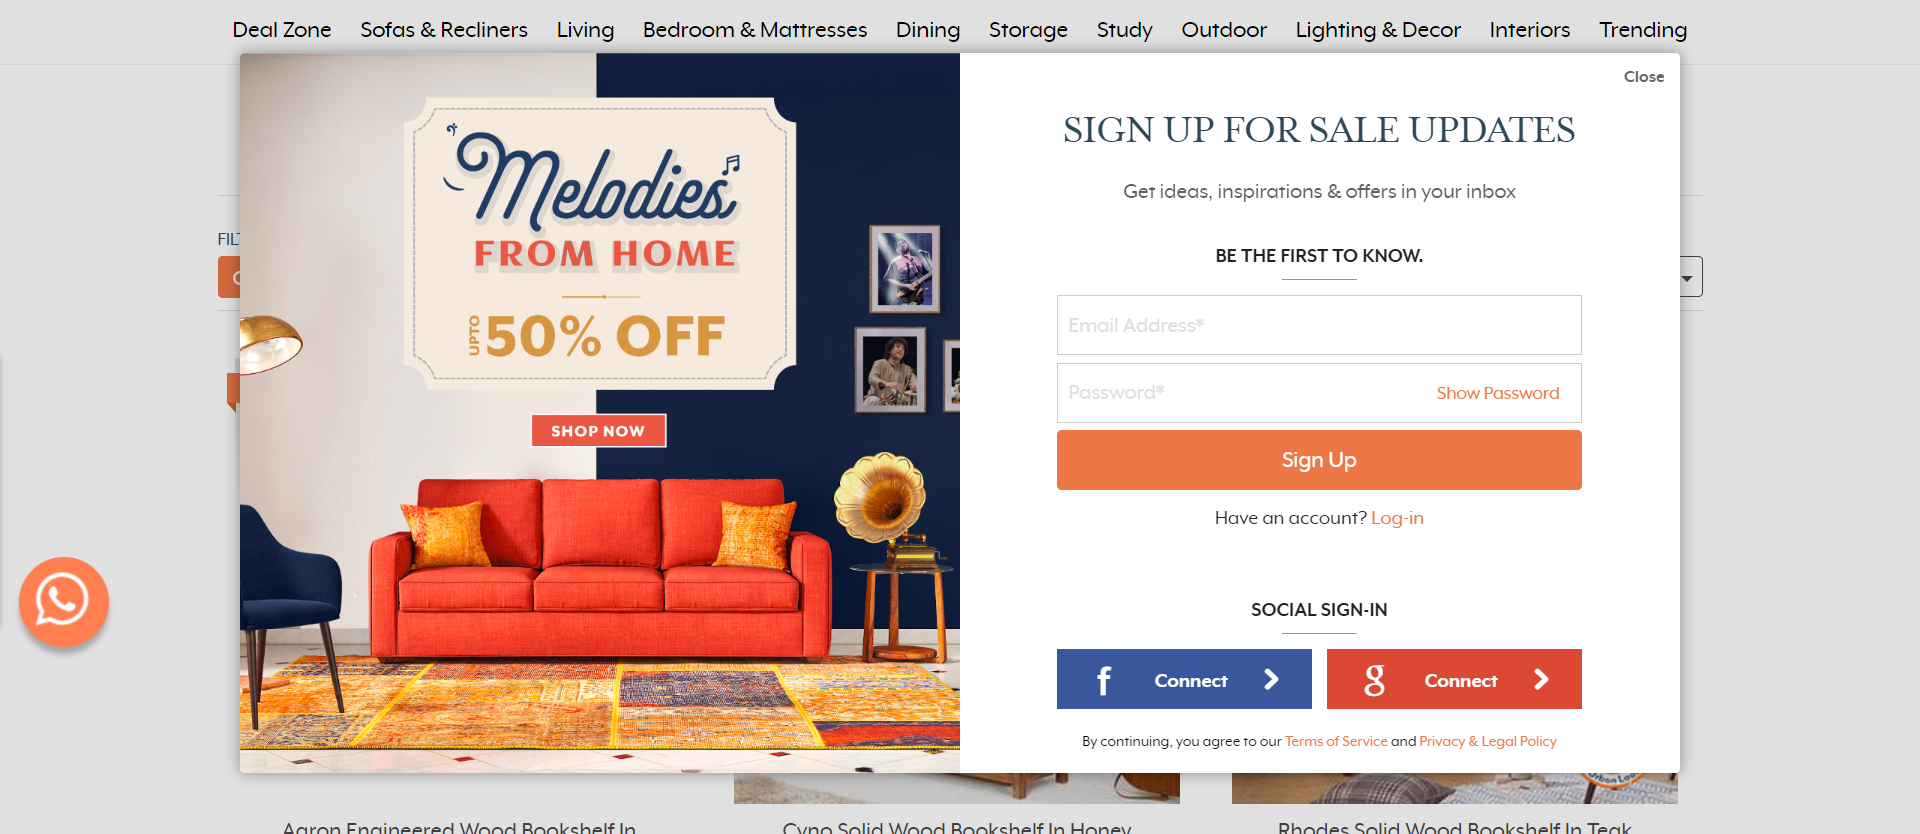 Deal Zone Sofas & Recliners Living Bedroom & Mattresses Dining Storage Study Outdoor Lighting & Decor Interiors Trending
Close
Melodies
FROM HOME
UPTO 50% OFF
SHOP NOW
SIGN UP FOR SALE UPDATES
Get ideas, inspirations & offers in your inbox
BE THE FIRST TO KNOW.
Email Address*
Password* Show Password
Sign Up
Have an account? Log-in
SOCIAL SIGN-IN
f Connect g Connect
By continuing, you agree to our Terms of Service and Privacy & Legal Policy
Aaron Engineered Wood Bookshelf In Cyno Solid Wood Bookshelf In Honey Rhodes Solid Wood Bookshelf In Teak